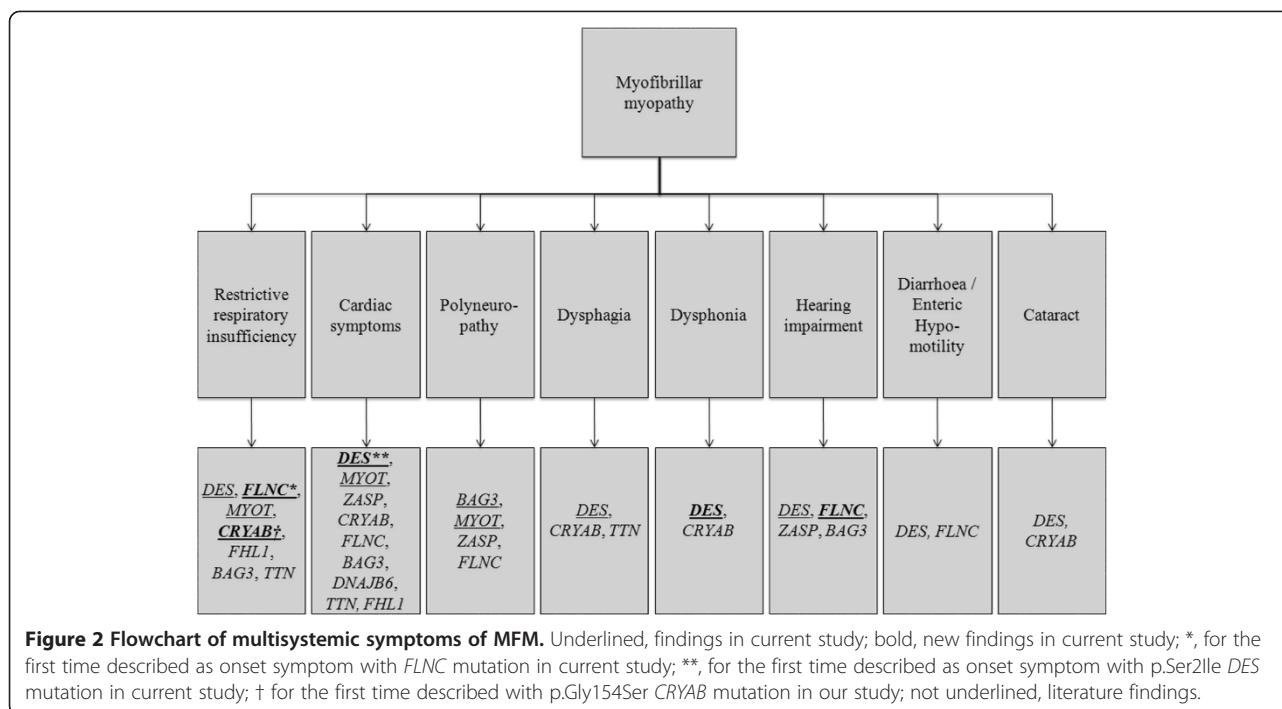 Myofibrillar
myopathy
Restrictive
respiratory
insufficiency
Cardiac
symptoms
Polyneuro-
pathy
Dysphagia
Dysphonia
Hearing
impairment
Diarrhoea /
Enteric
Hypo-
motility
Cataract
DES, FLNC*,
MYOT,
CRYAB†,
FHL1,
BAG3, TTN
DES**,
MYOT,
ZASP,
CRYAB,
FLNC,
BAG3,
DNAJB6,
TTN, FHL1
BAG3,
MYOT,
ZASP,
FLNC
DES,
CRYAB, TTN
DES,
CRYAB
DES, FLNC,
ZASP, BAG3
DES, FLNC
DES,
CRYAB
Figure 2 Flowchart of multisystemic symptoms of MFM. Underlined, findings in current study; bold, new findings in current study; *, for the
first time described as onset symptom with FLNC mutation in current study; **, for the first time described as onset symptom with p.Ser2Ile DES
mutation in current study; † for the first time described with p.Gly154Ser CRYAB mutation in our study; not underlined, literature findings.